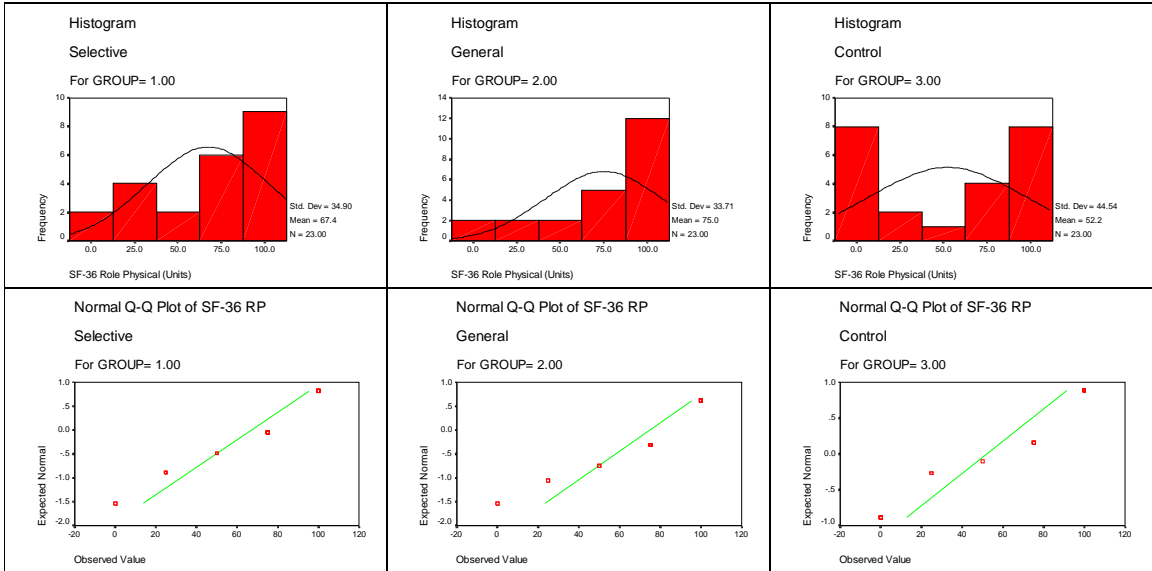 Histogram
Selective
For GROUP= 1.00
10
8
6
4
2
0
Frequency
Std. Dev = 34.90
Mean = 67.4
N = 23.00
0.0 25.0 50.0 75.0 100.0
SF-36 Role Physical (Units)
Histogram
General
For GROUP= 2.00
14
12
10
8
6
4
2
0
Frequency
Std. Dev = 33.71
Mean = 75.0
N = 23.00
0.0 25.0 50.0 75.0 100.0
SF-36 Role Physical (Units)
Histogram
Control
For GROUP= 3.00
10
8
6
4
2
0
Frequency
Std. Dev = 44.54
Mean = 52.2
N = 23.00
0.0 25.0 50.0 75.0 100.0
SF-36 Role Physical (Units)
Normal Q-Q Plot of SF-36 RP
Selective
For GROUP= 1.00
1.0
.5
0.0
-.5
-1.0
-1.5
-2.0
Expected Normal
-20 0 20 40 60 80 100 120
Observed Value
Normal Q-Q Plot of SF-36 RP
General
For GROUP= 2.00
1.0
.5
0.0
-.5
-1.0
-1.5
-2.0
Expected Normal
-20 0 20 40 60 80 100 120
Observed Value
Normal Q-Q Plot of SF-36 RP
Control
For GROUP= 3.00
1.0
.5
0.0
-.5
-1.0
Expected Normal
-20 0 20 40 60 80 100 120
Observed Value